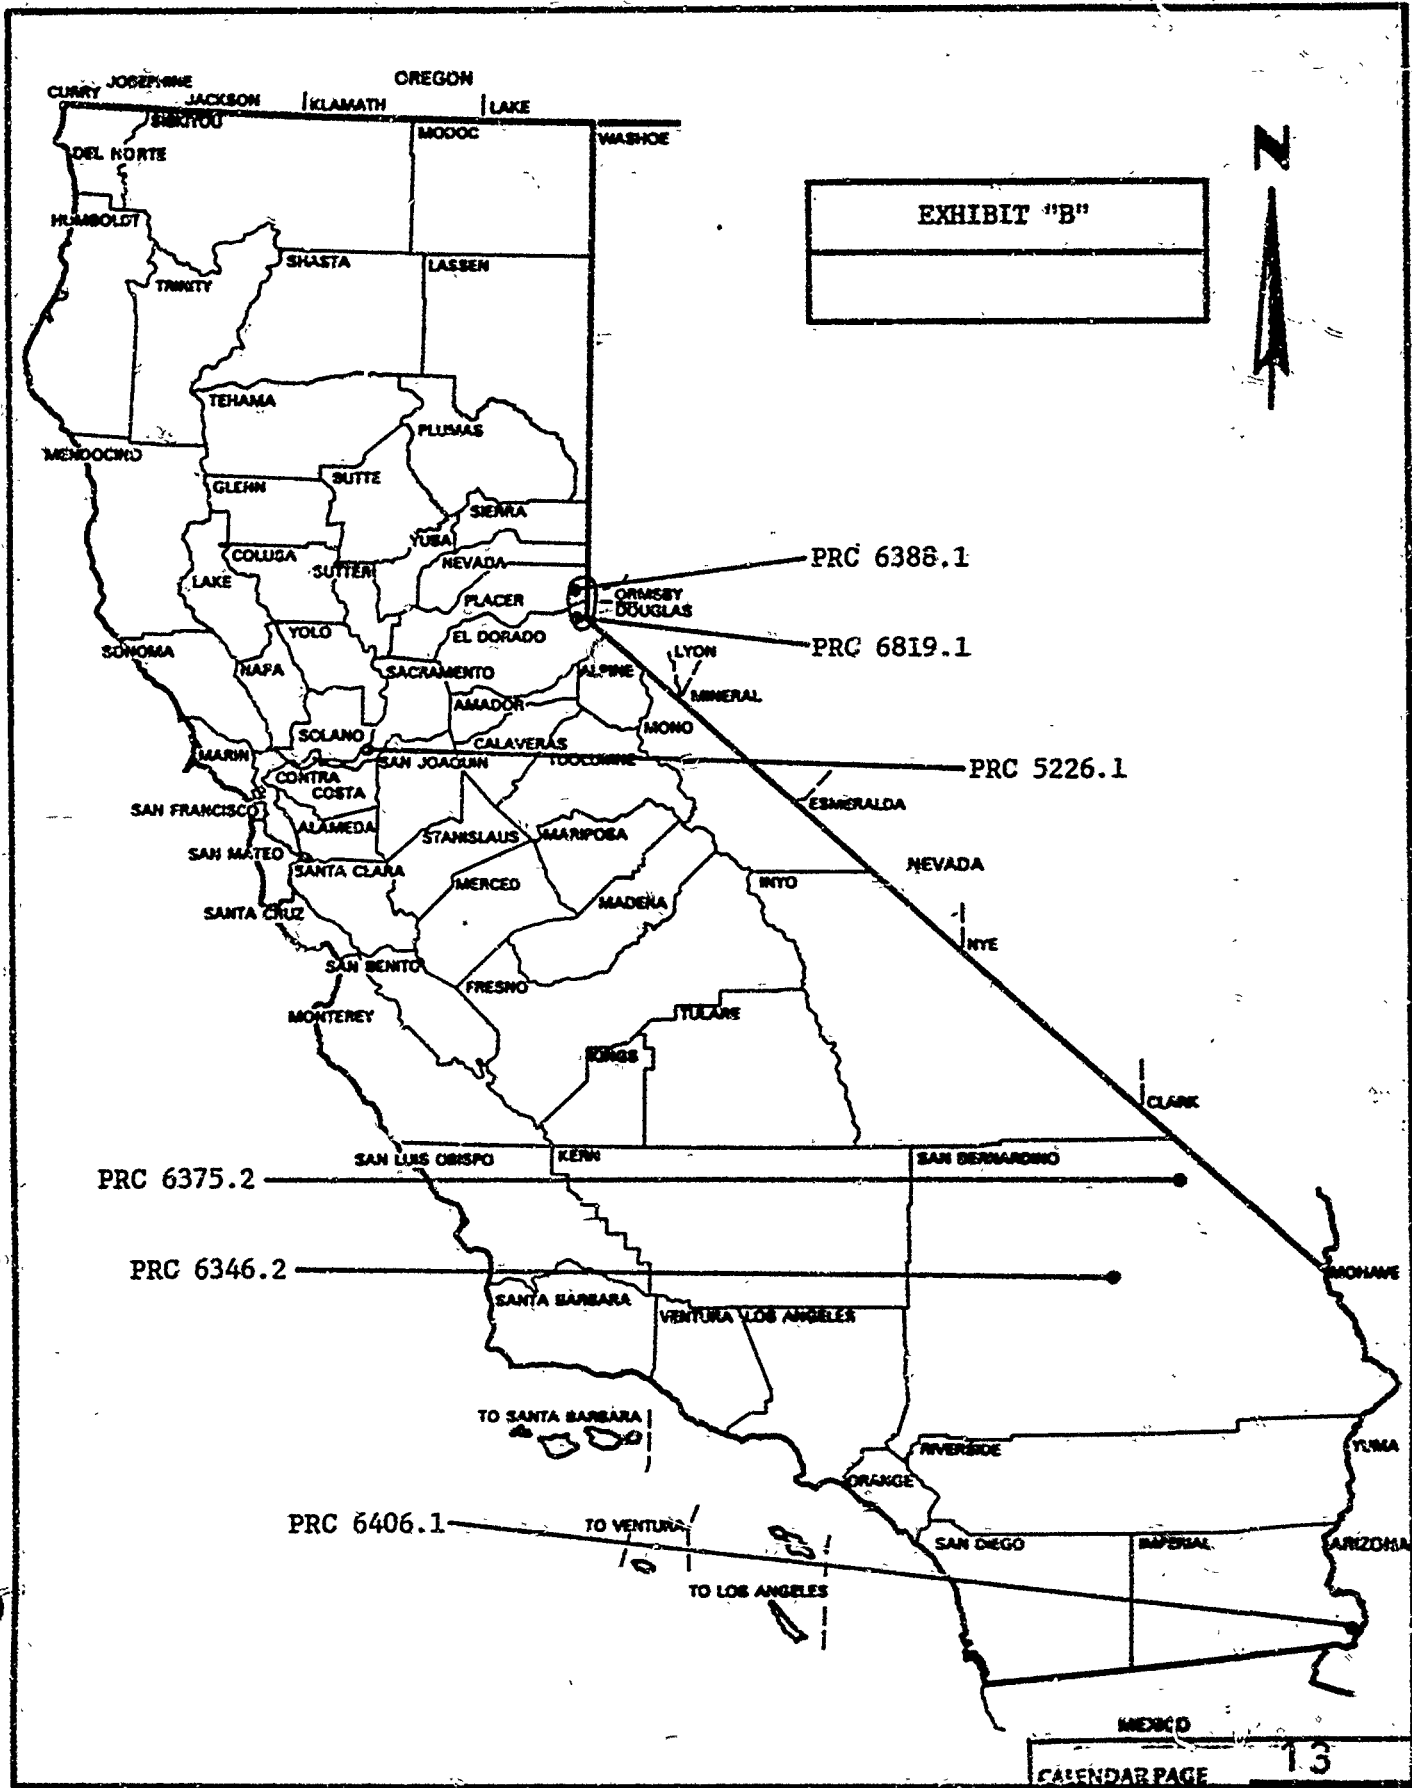 OREGON
CURRY JOSEPHINE JACKSON KLAMATH LAKE
SISKIYOU MODOC WASHOE
N
DEL NORTE
EXHIBIT "B"
HUMBOLDT
SHASTA LASSEN
TRINITY
TEHAMA
PLUMAS
MENDOCINO
GLENN BUTTE
SIERRA
YUBA
COLUSA NEVADA
PRC 6388.1
LAKE SUTTER
ORMSBY
PLACER
DOUGLAS
YOLO EL DORADO
PRC 6819.1
SONOMA LYON
NAPA SACRAMENTO ALPINE
MINERAL
AMADOR
MONO
SOLANO
CALAVERAS
MARIN SAN JOAQUIN TUOLUMNE
PRC 5226.1
CONTRA
COSTA
SAN FRANCISCO ESMERALDA
ALAMEDA STANISLAUS MARIPOSA
SAN MATEO
SANTA CLARA NEVADA
MERCED INYO
SANTA CRUZ MADERA
NYE
SAN BENITO
FRESNO
MONTEREY TULARE
KINGS
CLARK
SAN LUIS OBISPO KERN SAN BERNARDINO
PRC 6375.2
PRC 6346.2
MOHAVE
SANTA BARBARA
VENTURA LOS ANGELES
TO SANTA BARBARA
RIVERSIDE YUMA
ORANGE
PRC 6406.1
TO VENTURA
SAN DIEGO IMPERIAL ARIZONA
TO LOS ANGELES
MEXICO
CALENDAR PAGE 13